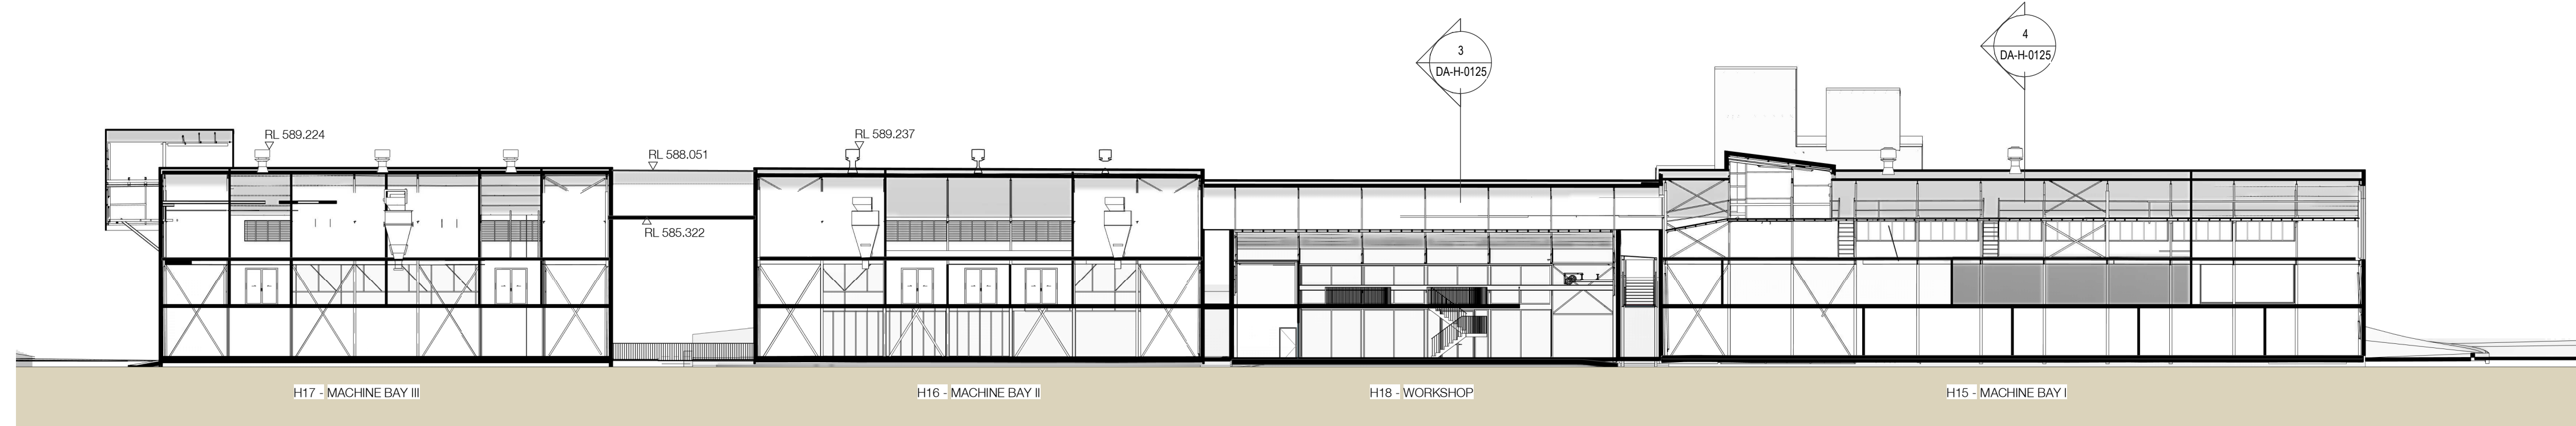 3
DA-H-0125
4
DA-H-0125
RL 589.224
RL 588.051
RL 589.237
RL 585.322
H17 - MACHINE BAY III
H16 - MACHINE BAY II
H18 - WORKSHOP
H15 - MACHINE BAY I